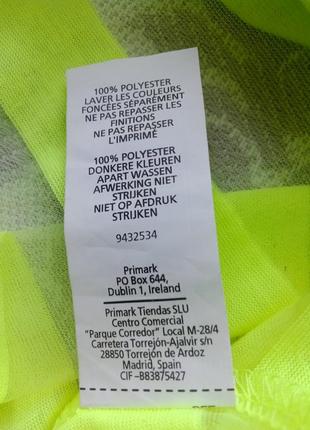 100% POLYESTER
LAVER LES COULEURS
FONCÉES SÉPARÉMENT
NE PAS REPASSER LES
FINITIONS
NE PAS REPASSER
L'IMPRIMÉ
100% POLYESTER
DONKERE KLEUREN
APART WASSEN
AFWERKING NIET
STRIJKEN
NIET OP AFDRUK
STRIJKEN
9432534
Primark
PO Box 644,
Dublin 1, Ireland
Primark Tiendas SLU
Centro Comercial
"Parque Corredor" Local M-28/4
Carretera Torrejón-Ajalvir s/n
28850 Torrejón de Ardoz
Madrid, Spain
CIF –B83875427